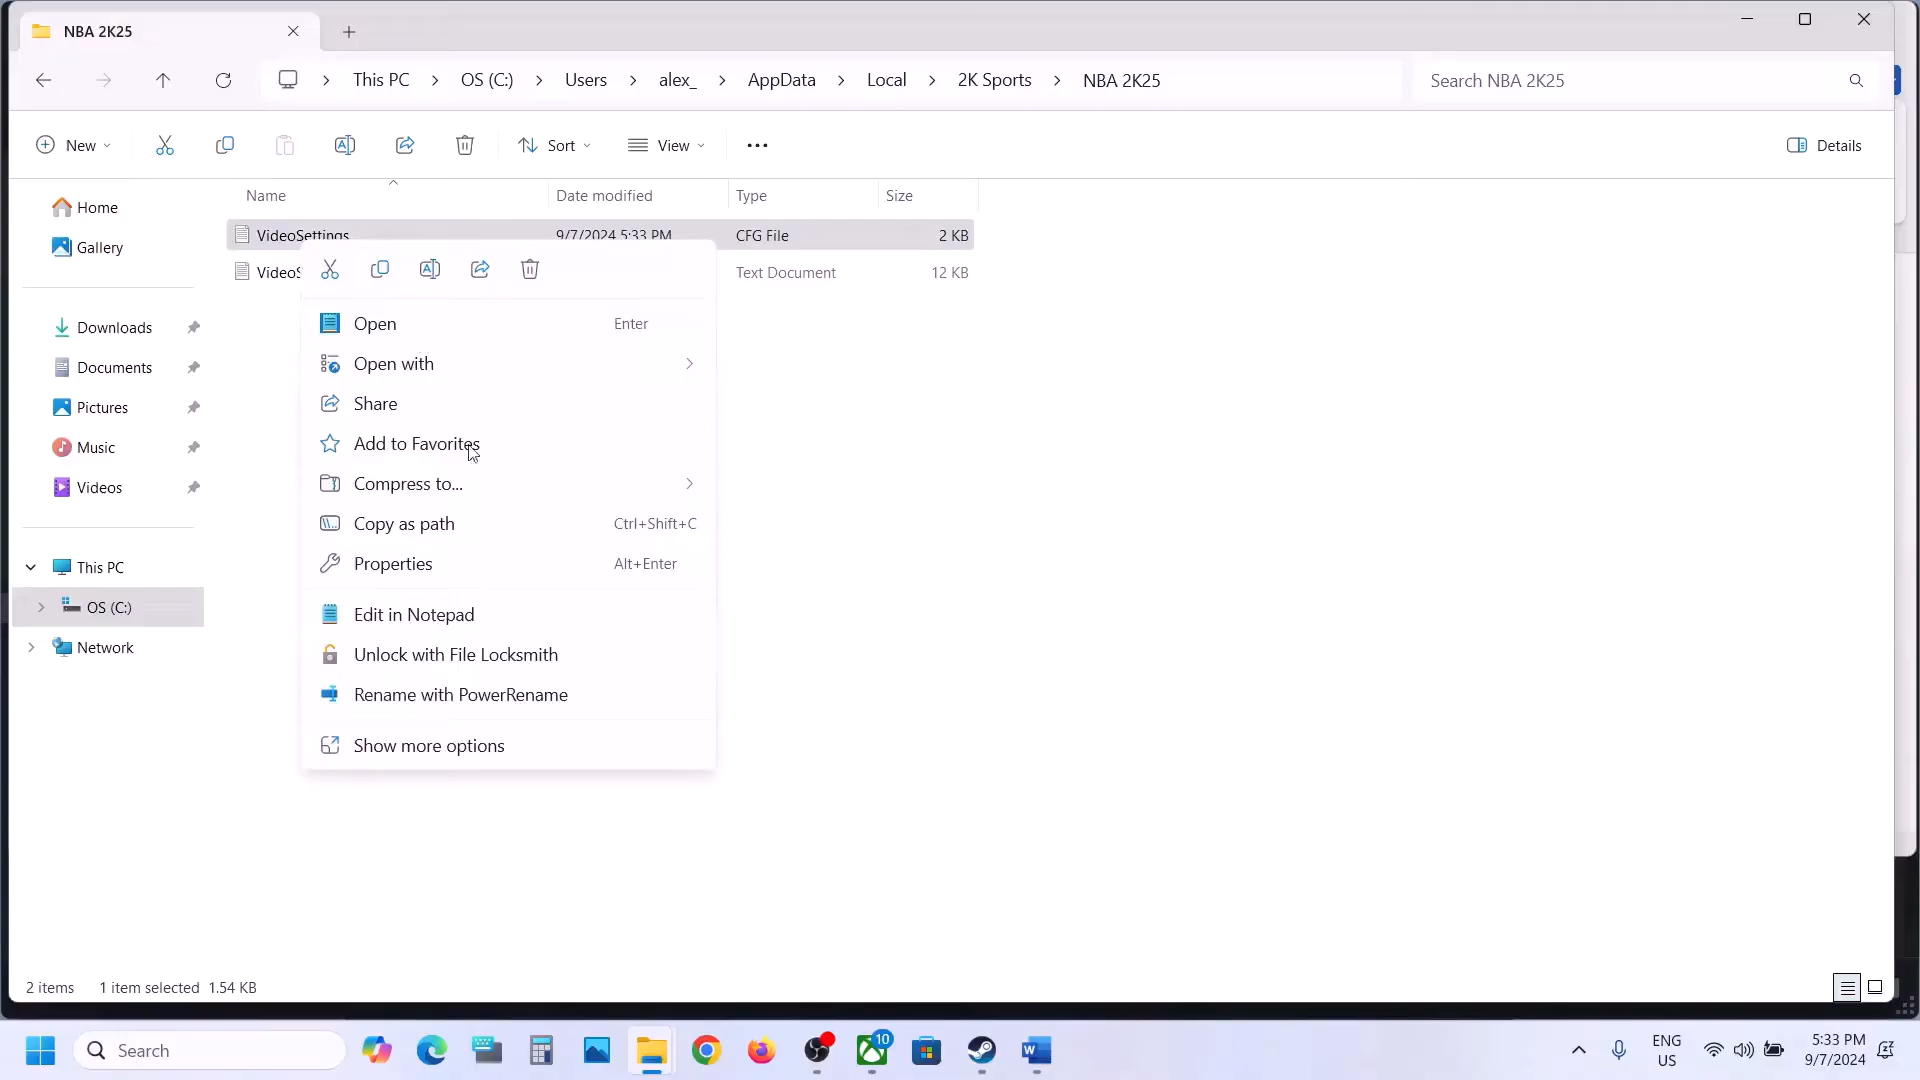 NBA 2K25
This PC
OS (C:)
Users
alex_
AppData
Local
2K Sports
NBA 2K25
Search NBA 2K25
New
Sort
View
Details
Name
Date modified
Type
Size
VideoSettings
9/7/2024 5:33 PM
CFG File
2 KB
VideoS
Text Document
12 KB
Home
Gallery
Downloads
Documents
Pictures
Music
Videos
This PC
OS (C:)
Network
Open
Enter
Open with
Share
Add to Favorites
Compress to...
Copy as path
Ctrl+Shift+C
Properties
Alt+Enter
Edit in Notepad
Unlock with File Locksmith
Rename with PowerRename
Show more options
2 items
1 item selected 1.54 KB
Search
10
ENG
US
5:33 PM
9/7/2024